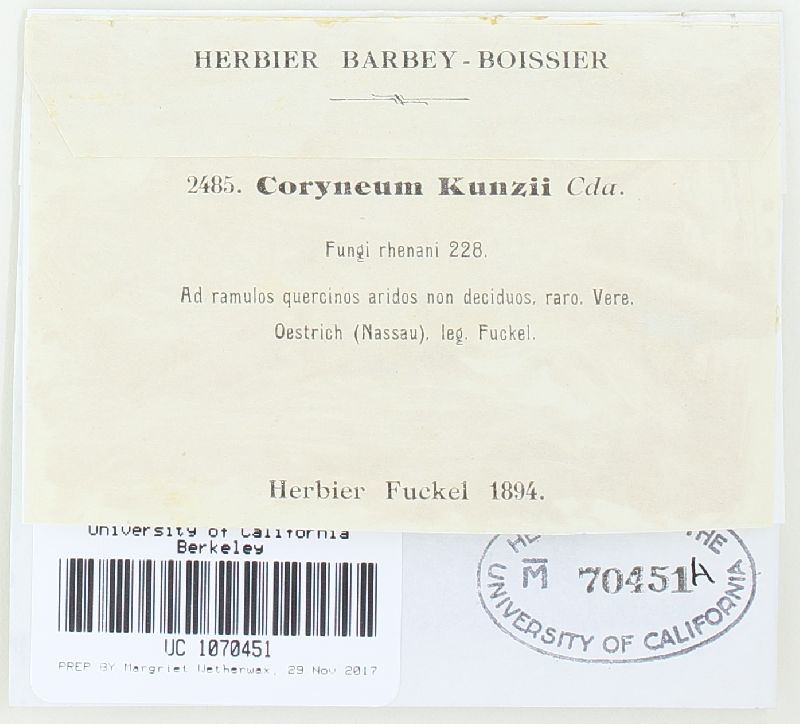 HERBIER BARBEY-BOISSIER
2485. Coryneum Kunzii Cda.
Fungi rhenani 228.
Ad ramulos quercinos aridos non deciduos, raro. Vere.
Oestrich (Nassau), leg. Fuckel.
Herbier Fuckel 1894.
University of California
Berkeley
UC 1070451
PREP BY Margriet Wetherwax, 29 Nov 2017
THE
M 70451A
UNIVERSITY OF CALIFORNIA